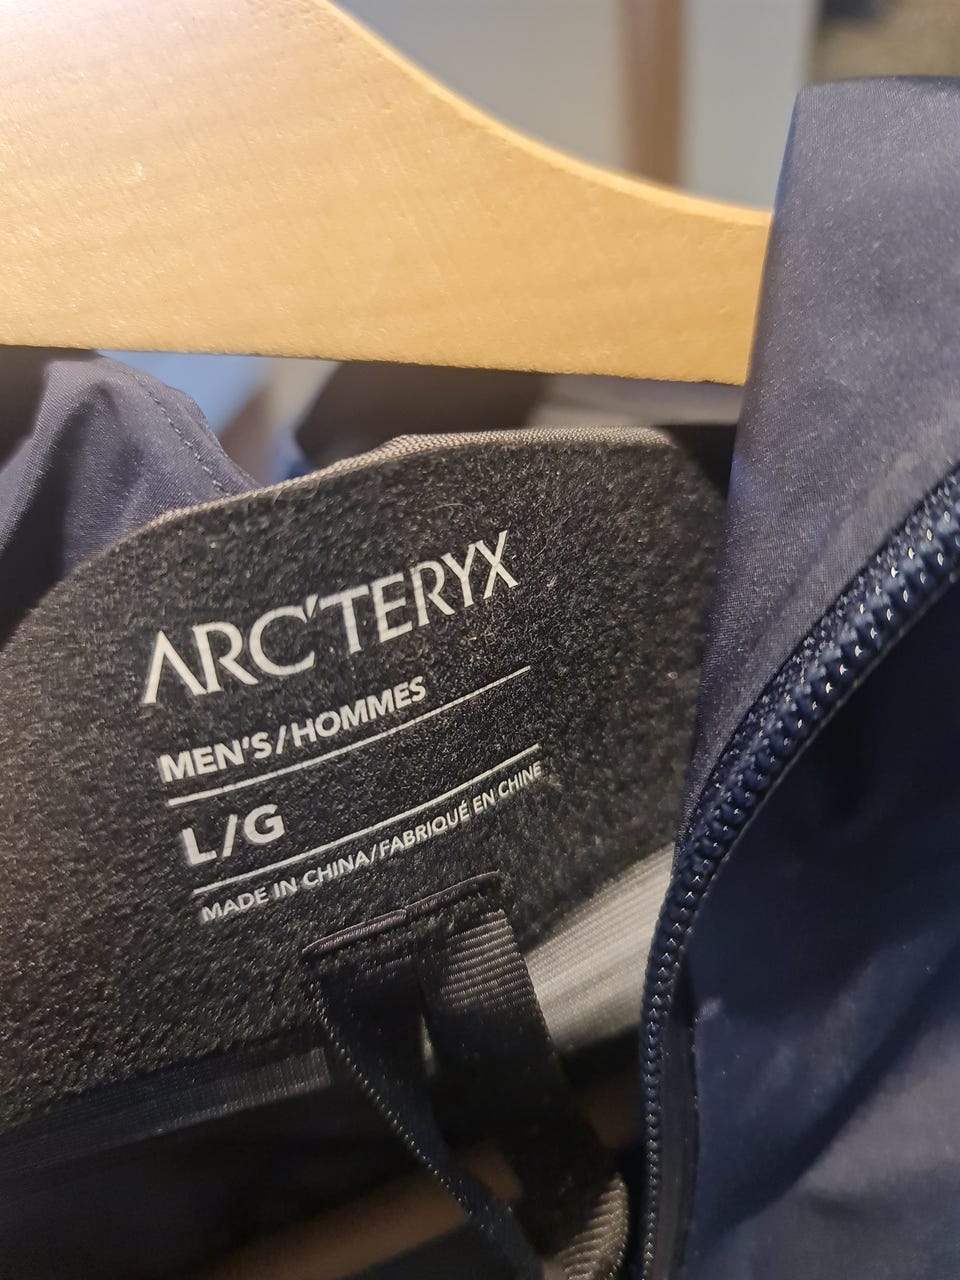 ARC'TERYX
MEN'S/HOMMES
L/G
MADE IN CHINA/FABRIQUÉ EN CHINE